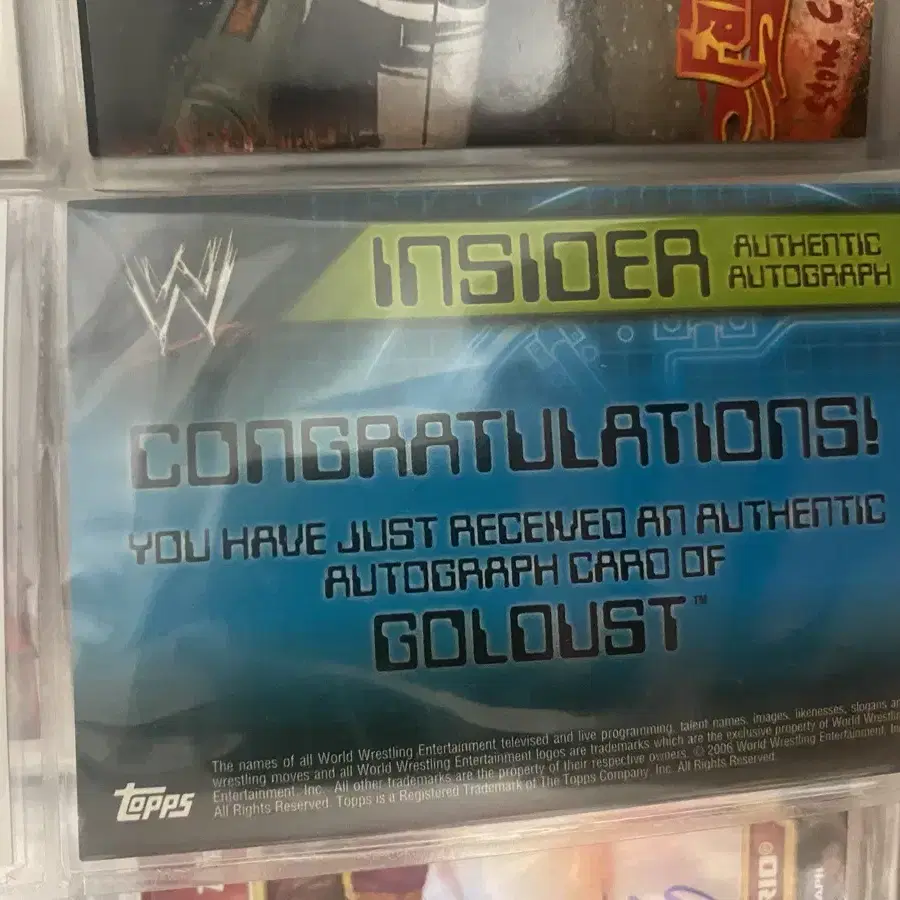 Stone C
W
INSIDER
AUTHENTIC
AUTOGRAPH
CONGRATULATIONS!
YOU HAVE JUST RECEIVED AN AUTHENTIC
AUTOGRAPH CARD OF
GOLDUST™
The names of all World Wrestling Entertainment televised and live programming, talent names, images, likenesses, slogans
wrestling moves and all World Wrestling Entertainment logos are trademarks which are the exclusive property of World
Entertainment, Inc. All other trademarks are the property of their respective owners. © 2006 World Wrestling Entertainment,
All Rights Reserved. Topps is a Registered Trademark of The Topps Company, Inc. All Rights Reserved.
topps
RIO®